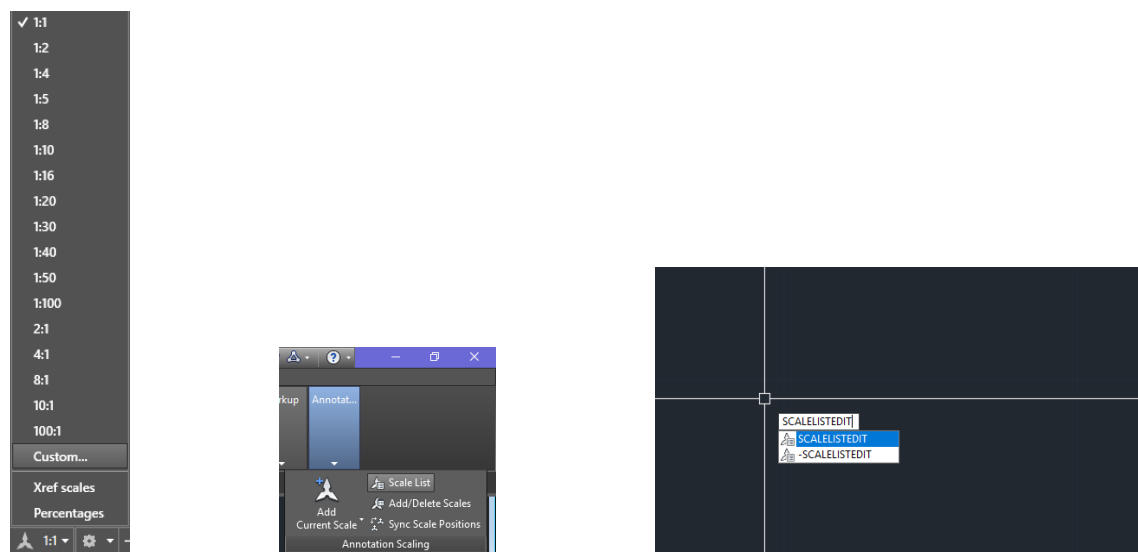 1:1
1:2
1:4
1:5
1:8
1:10
1:16
1:20
1:30
1:40
1:50
1:100
2:1
4:1
8:1
10:1
100:1
Custom...
Xref scales
Percentages
1:1
rkup Annotat...
Scale List
Add
Current Scale
Add/Delete Scales
Sync Scale Positions
Annotation Scaling
SCALELISTEDIT
SCALELISTEDIT
-SCALELISTEDIT